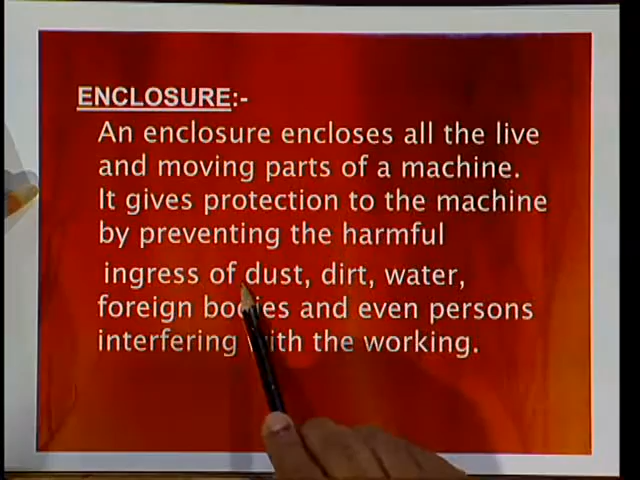 ENCLOSURE:-
An enclosure encloses all the live
and moving parts of a machine.
It gives protection to the machine
by preventing the harmful
ingress of dust, dirt, water,
foreign bodies and even persons
interfering with the working.